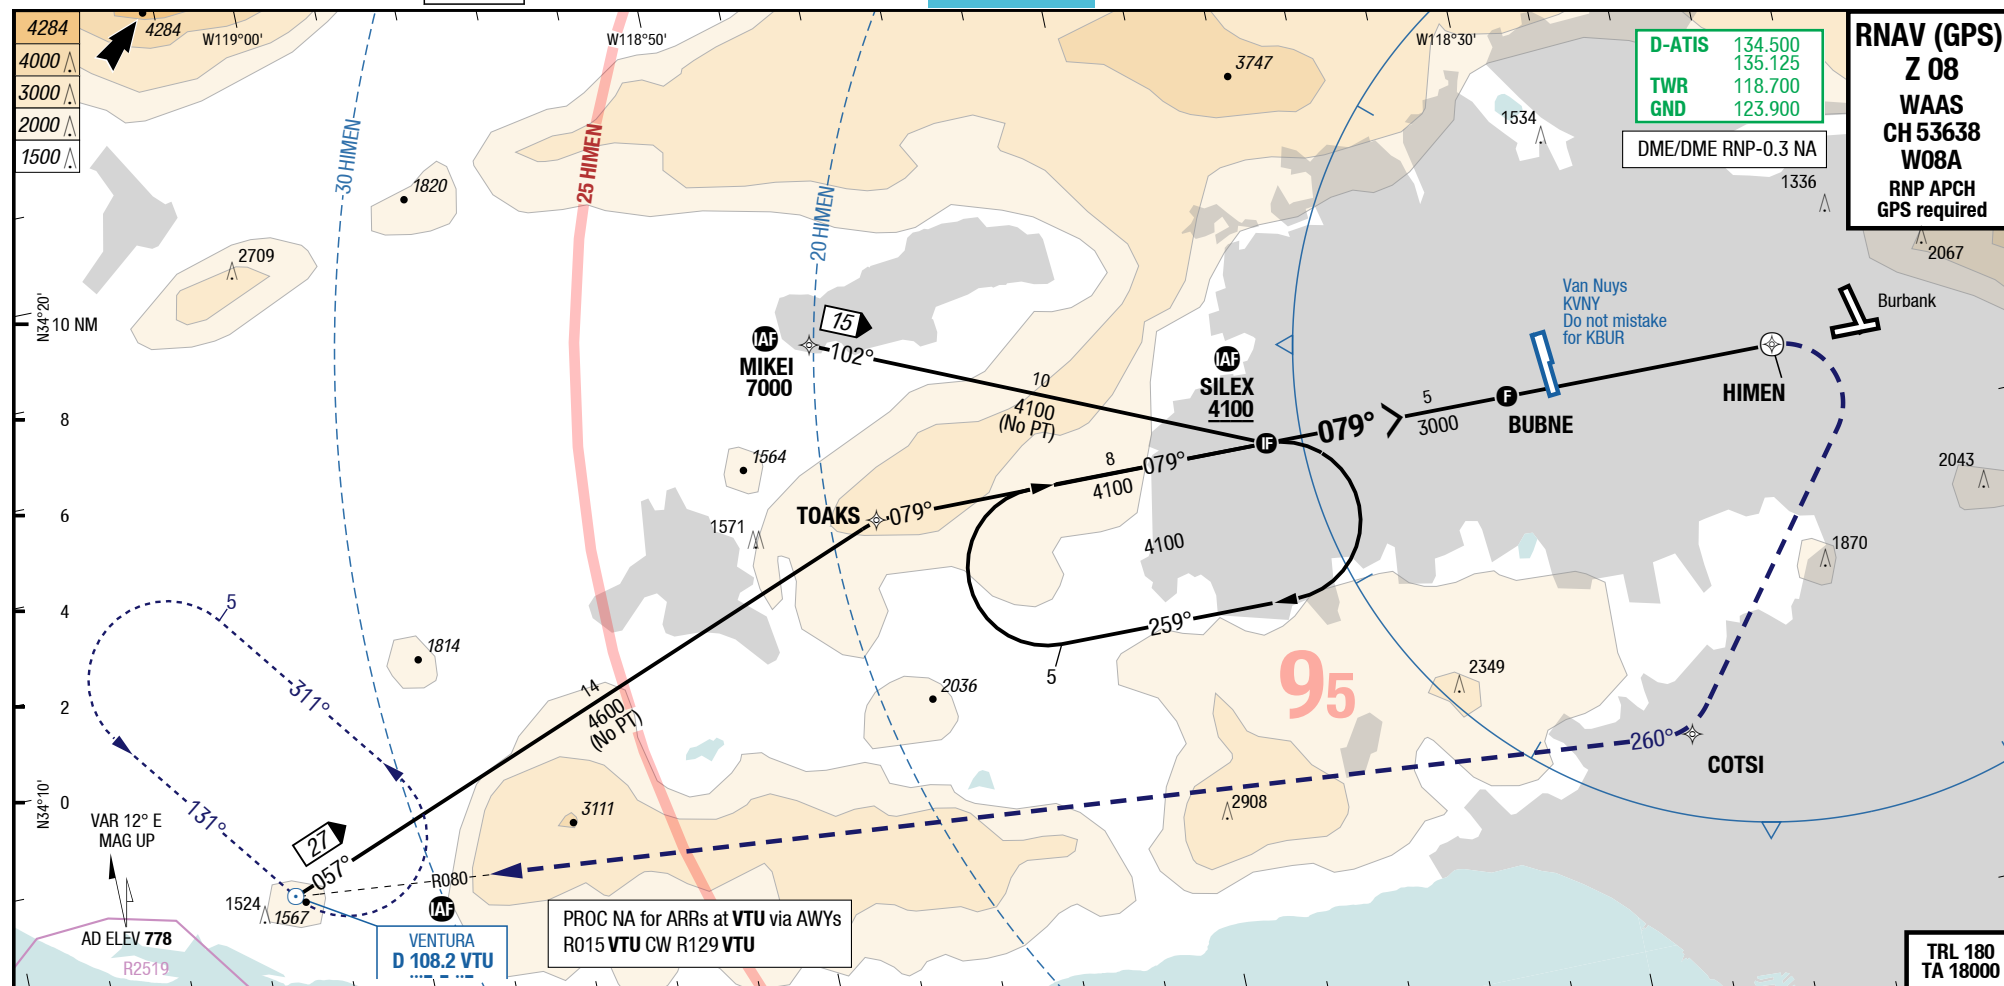 4284
4000
3000
2000
1500
4284
W119°00'
W118°50'
W118°30'
3747
D-ATIS 134.500
135.125
TWR 118.700
GND 123.900
DME/DME RNP-0.3 NA
RNAV (GPS)
Z 08
WAAS
CH 53638
W08A
RNP APCH
GPS required
30 HIMEN
25 HIMEN
20 HIMEN
1534
1336
1820
2709
2067
N34°20'
10 NM
IAF
MIKEI
7000
15
102°
10
4100
(No PT)
IAF
SILEX
4100
IF
079°
5
3000
F
BUBNE
Van Nuys
KVNY
Do not mistake
for KBUR
HIMEN
Burbank
8
1564
8
079°
4100
2043
6
1571
TOAKS
079°
4100
1870
4
5
259°
5
1814
311°
2036
2349
95
2
14
4600
(No PT)
260°
COTSI
N34°10'
0
3111
2908
VAR 12° E
MAG UP
131°
27
057°
R080
1524
1567
IAF
AD ELEV 778
R2519
VENTURA
D 108.2 VTU
PROC NA for ARRs at VTU via AWYs
R015 VTU CW R129 VTU
TRL 180
TA 18000